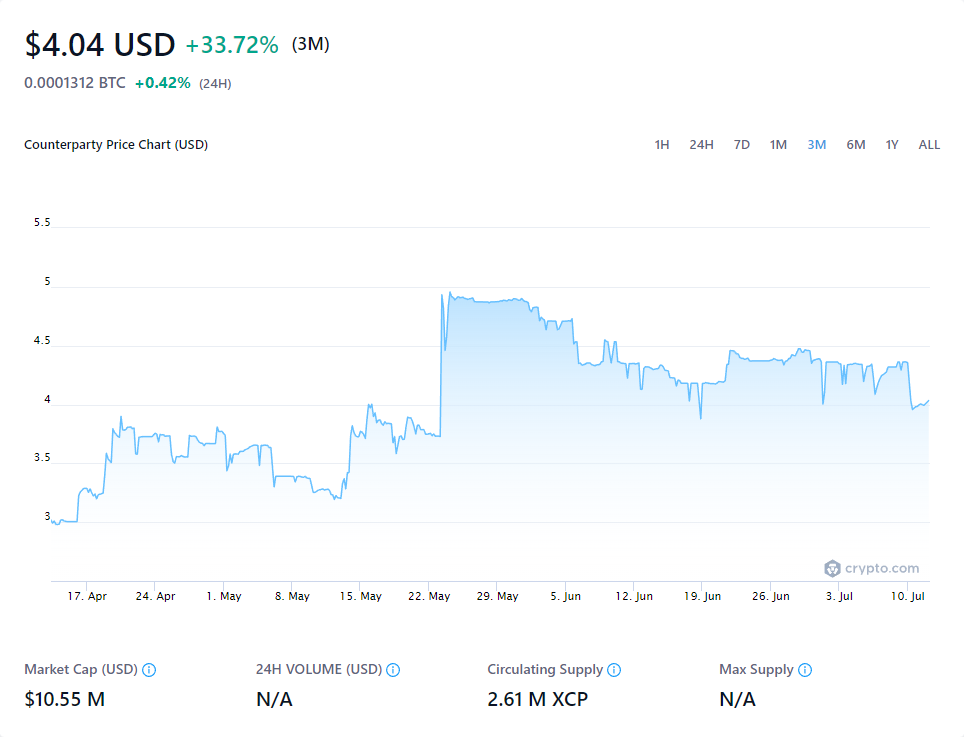 $4.04 USD +33.72% (3M)
0.0001312 BTC +0.42% (24H)
Counterparty Price Chart (USD)
1H 24H 7D 1M 3M 6M 1Y ALL
5.5
5
4.5
4
3.5
3
crypto.com
17. Apr 24. Apr 1. May 8. May 15. May 22. May 29. May 5. Jun 12. Jun 19. Jun 26. Jun 3. Jul 10. Jul
Market Cap (USD) 24H VOLUME (USD) Circulating Supply Max Supply
$10.55 M N/A 2.61 M XCP N/A